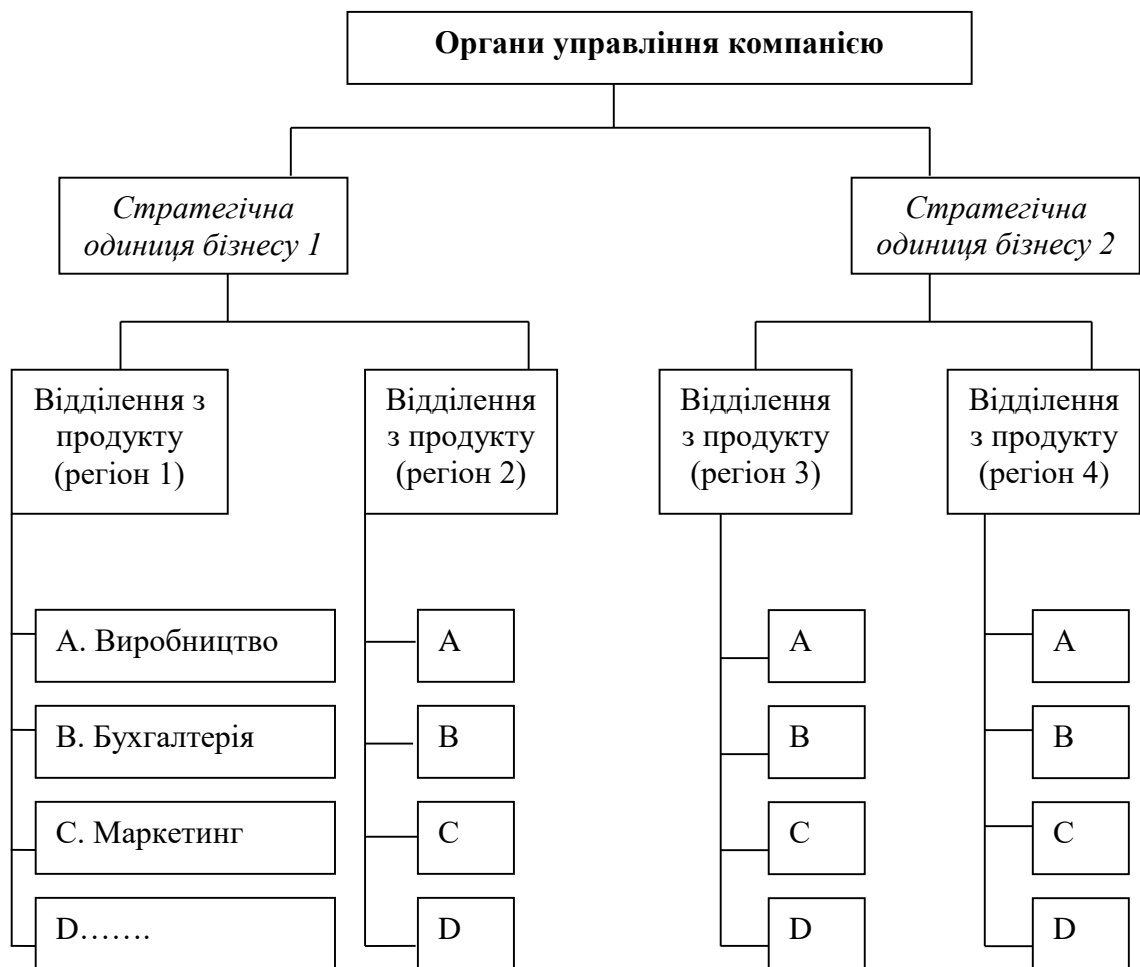 Органи управління компанією
Стратегічна
одиниця бізнесу 1
Стратегічна
одиниця бізнесу 2
Відділення з
продукту
(регіон 1)
Відділення
з продукту
(регіон 2)
Відділення
з продукту
(регіон 3)
Відділення
з продукту
(регіон 4)
А. Виробництво
А
А
А
В. Бухгалтерія
В
В
В
С. Маркетинг
С
С
С
D.……
D
D
D